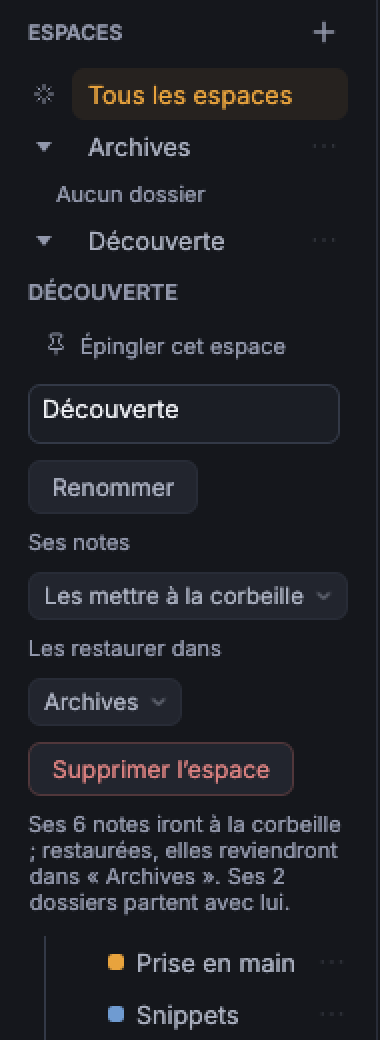 ESPACES
Tous les espaces
Archives
Aucun dossier
Découverte
DÉCOUVERTE
Épingler cet espace
Découverte
Renommer
Ses notes
Les mettre à la corbeille
Les restaurer dans
Archives
Supprimer l’espace
Ses 6 notes iront à la corbeille
; restaurées, elles reviendront
dans « Archives ». Ses 2
dossiers partent avec lui.
Prise en main
Snippets